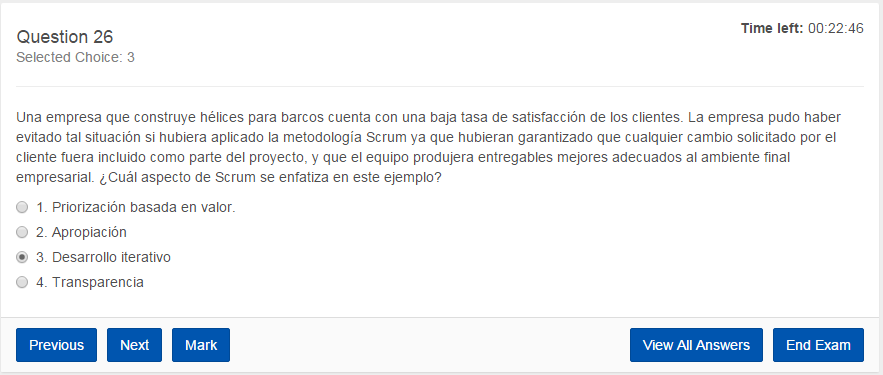 Question 26
Time left: 00:22:46
Selected Choice: 3
Una empresa que construye hélices para barcos cuenta con una baja tasa de satisfacción de los clientes. La empresa pudo haber
evitado tal situación si hubiera aplicado la metodología Scrum ya que hubieran garantizado que cualquier cambio solicitado por el
cliente fuera incluido como parte del proyecto, y que el equipo produjera entregables mejores adecuados al ambiente final
empresarial. ¿Cuál aspecto de Scrum se enfatiza en este ejemplo?
1. Priorización basada en valor.
2. Apropiación
3. Desarrollo iterativo
4. Transparencia
Previous Next Mark View All Answers End Exam